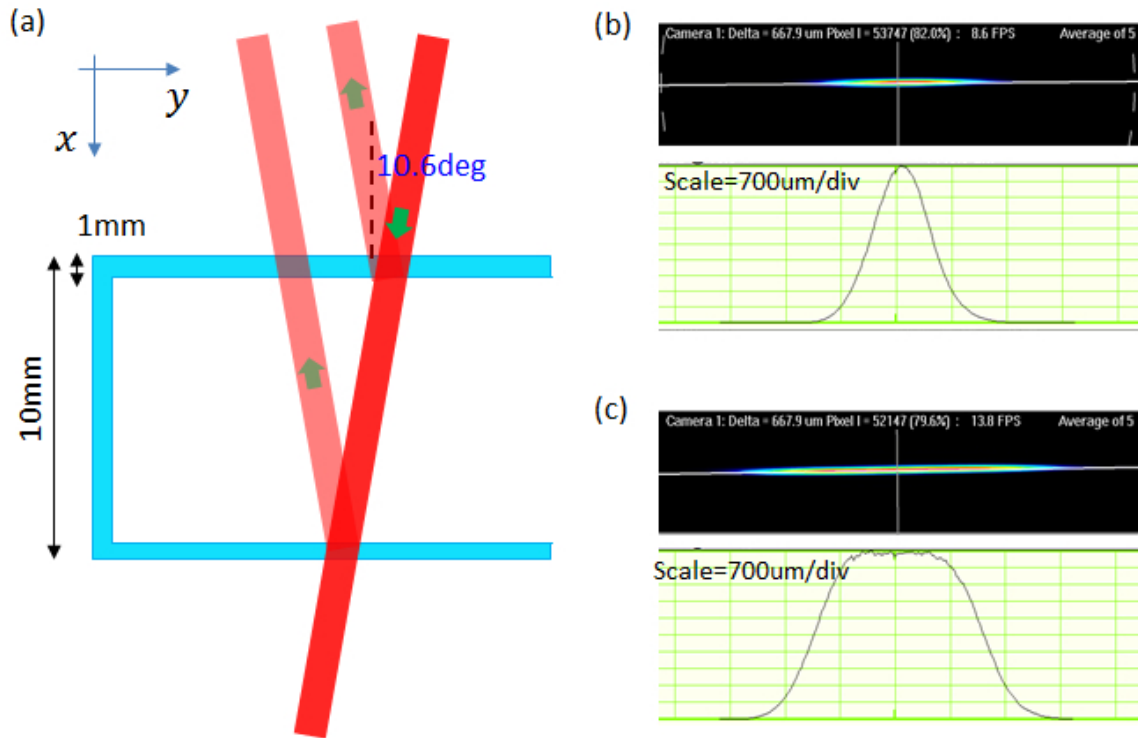 (a)
y
x
10.6deg
1mm
10mm
(b)
Camera 1: Delta = 667.9 um Pixel I = 53747 (82.0%) : 8.6 FPS Average of 5
Scale=700um/div
(c)
Camera 1: Delta = 667.9 um Pixel I = 52147 (79.6%) : 13.8 FPS Average of 5
Scale=700um/div